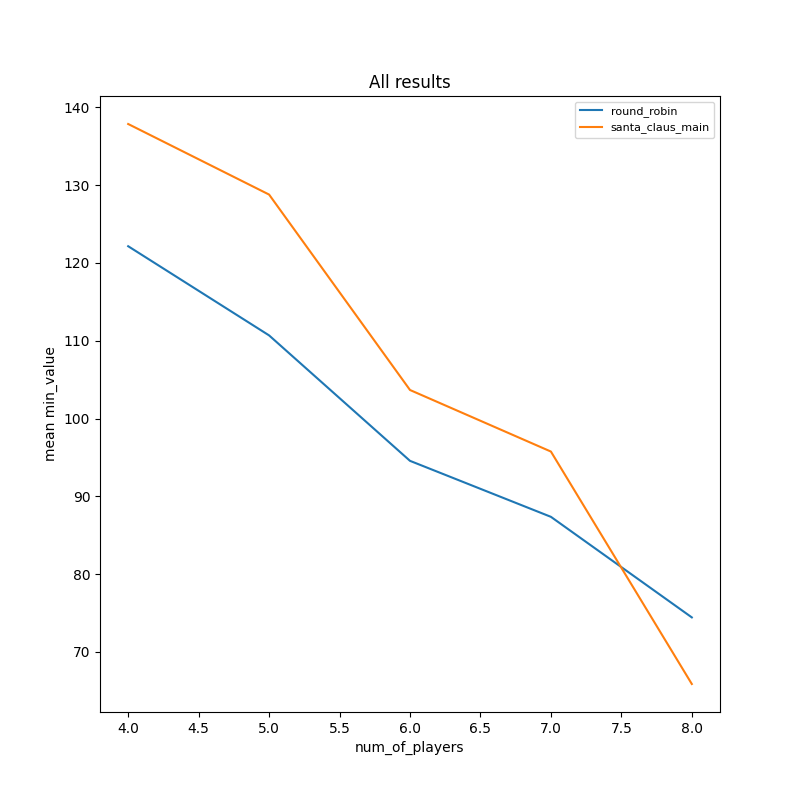 All results
round_robin
santa_claus_main
140
130
120
110
100
90
80
70
mean min_value
4.0 4.5 5.0 5.5 6.0 6.5 7.0 7.5 8.0
num_of_players